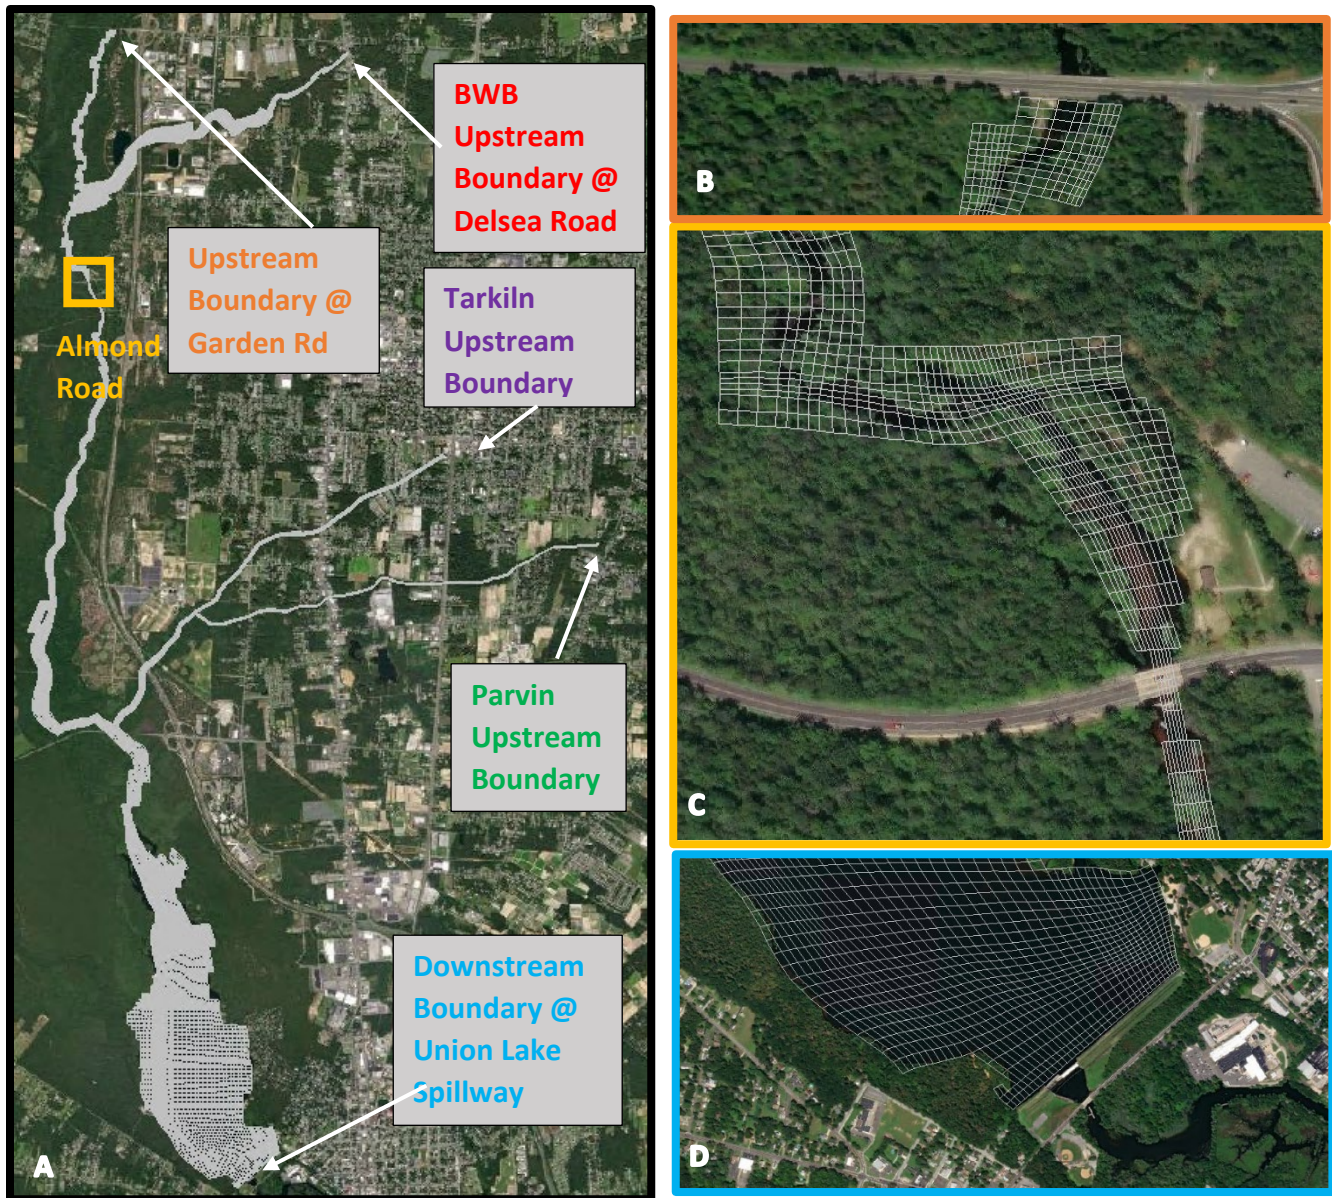 BWB
Upstream
Boundary @
Delsea Road
Upstream
Boundary @
Garden Rd
Tarkiln
Upstream
Boundary
Almond
Road
Parvin
Upstream
Boundary
Downstream
Boundary @
Union Lake
Spillway
A
B
C
D